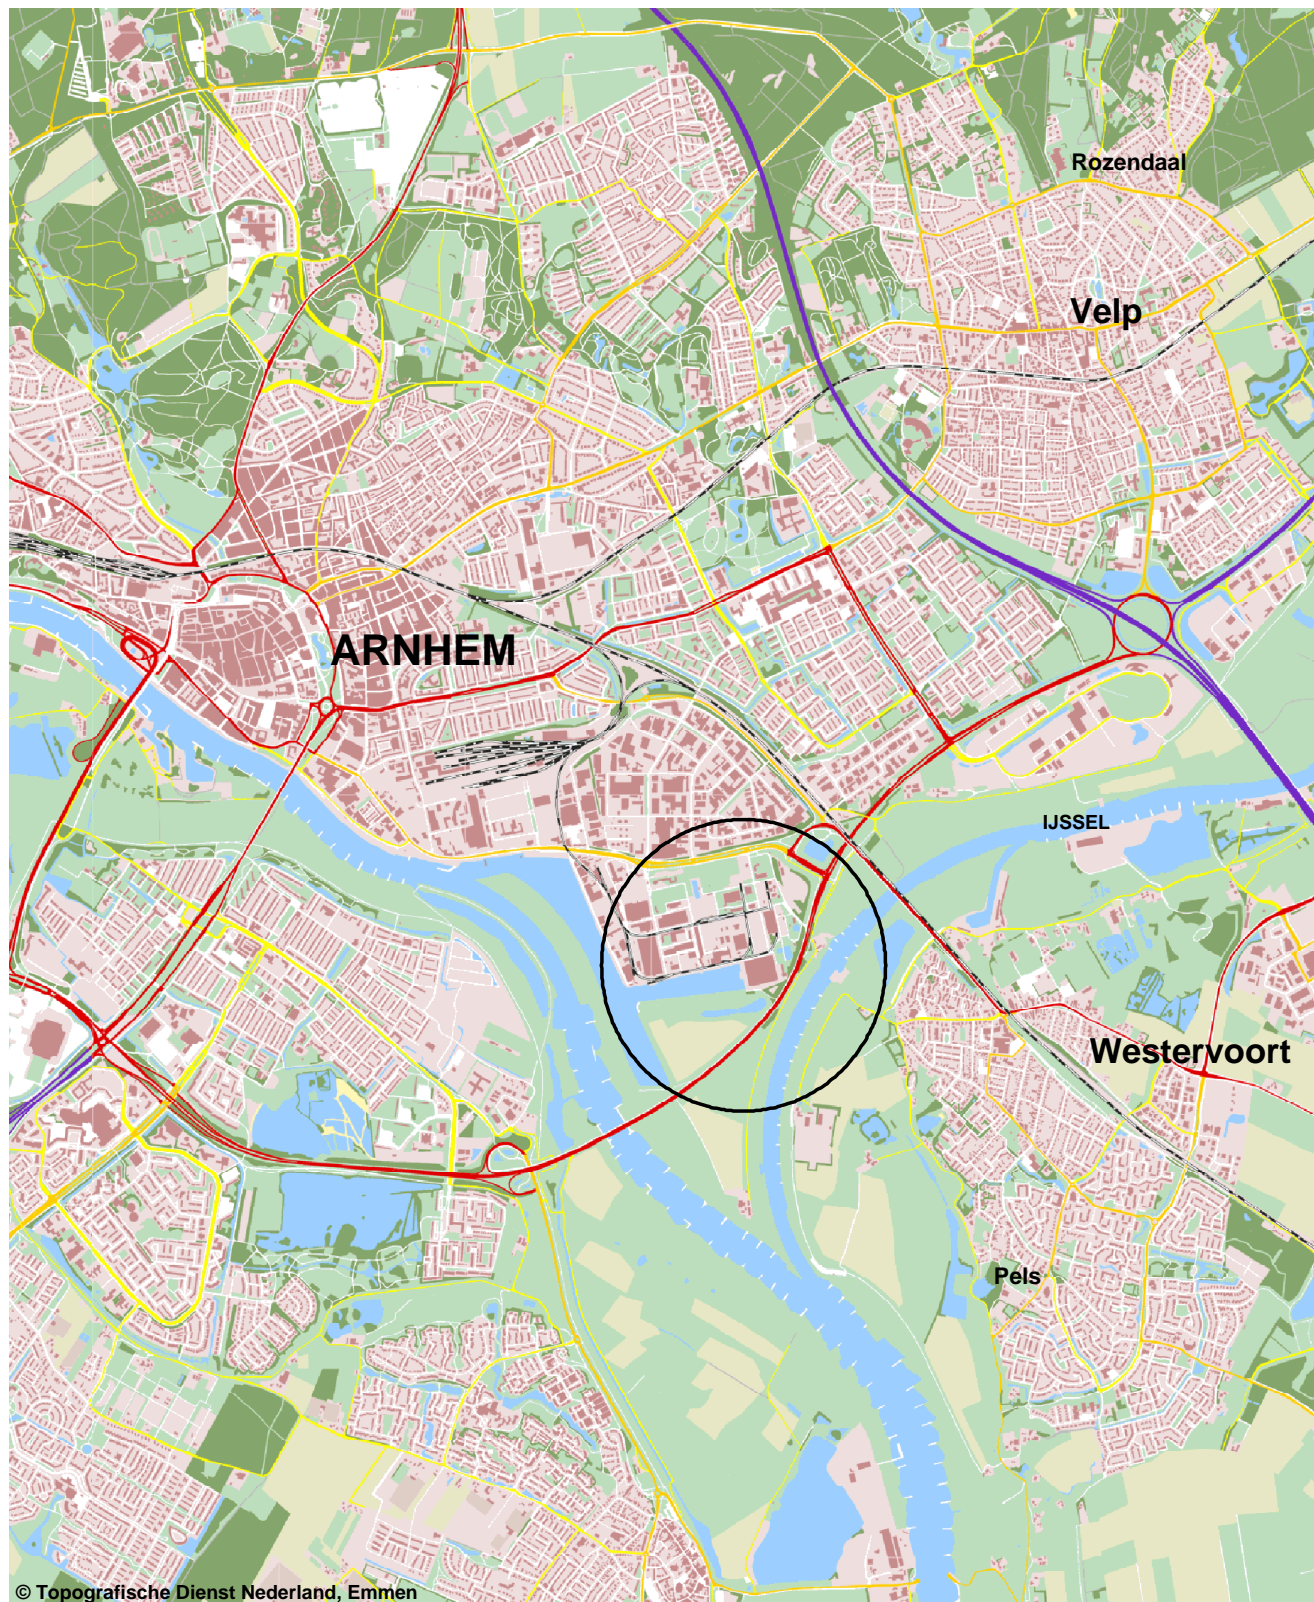 Rozendaal
Velp
ARNHEM
IJSSEL
Westervoort
Pels
© Topografische Dienst Nederland, Emmen